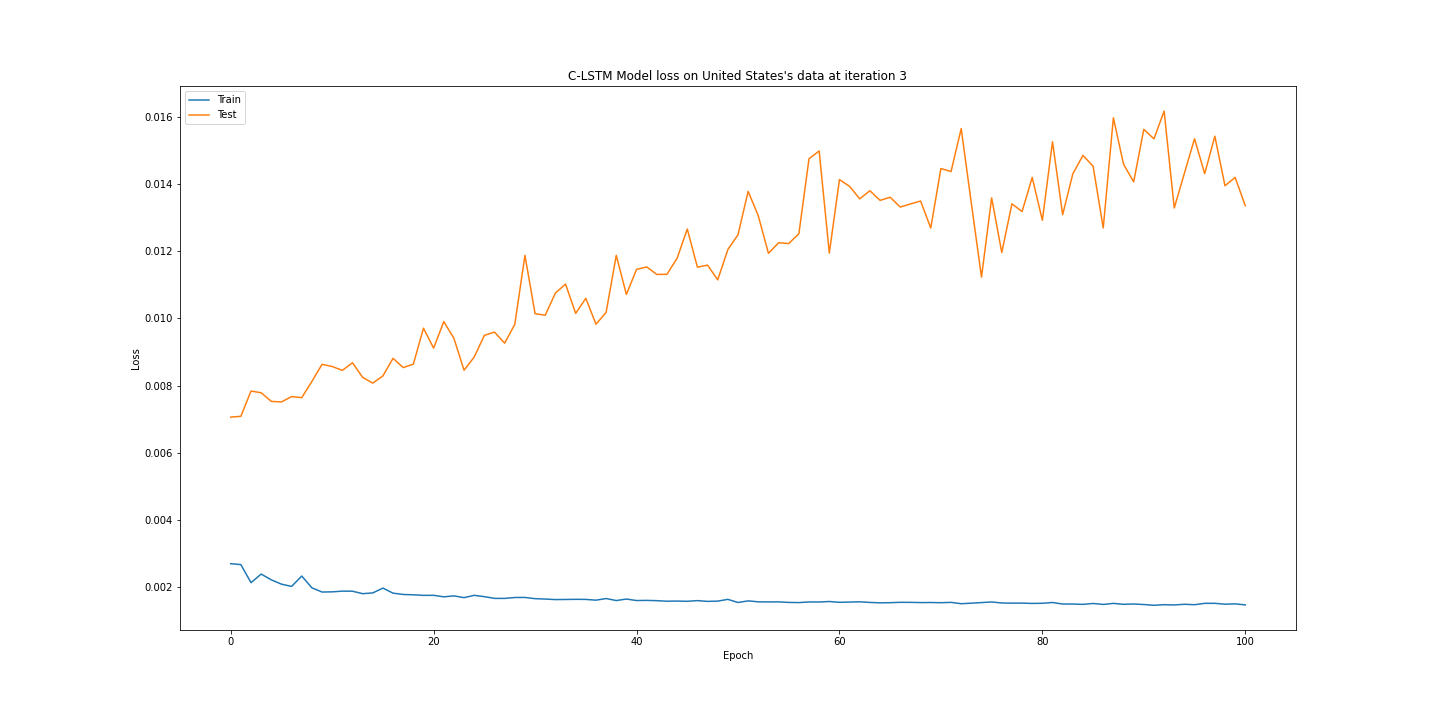 C-LSTM Model loss on United States's data at iteration 3
Train
Test
0.016
0.014
0.012
0.010
0.008
0.006
0.004
0.002
Loss
0 20 40 60 80 100
Epoch